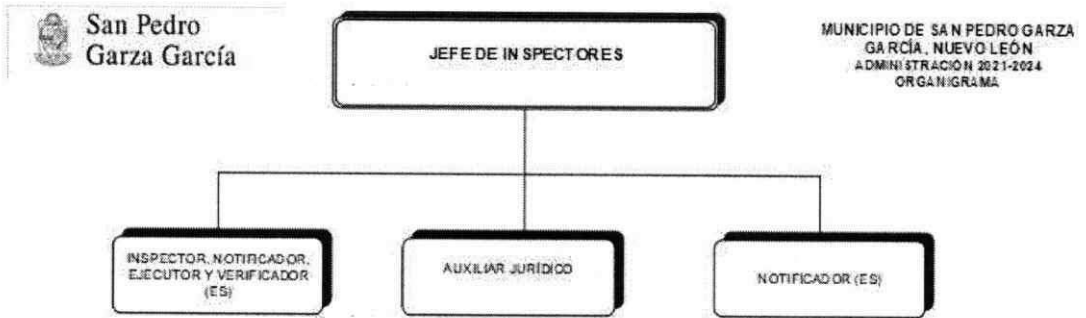 San Pedro
Garza García
JEFE DE INSPECTORES
MUNICIPIO DE SAN PEDRO GARZA
GARCÍA, NUEVO LEÓN
ADMINISTRACIÓN 2021-2024
ORGANIGRAMA
INSPECTOR, NOTIFICADOR,
EJECUTOR Y VERIFICADOR
(ES)
AUXILIAR JURÍDICO
NOTIFICADOR (ES)